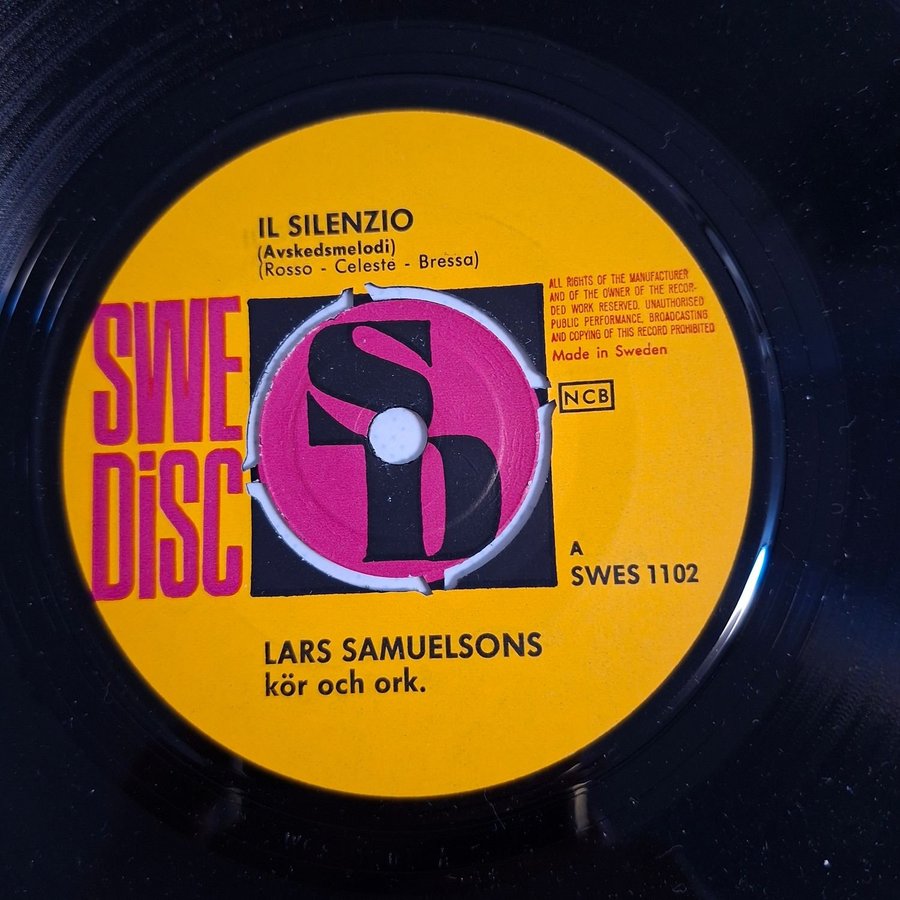 IL SILENZIO
(Avskedsmelodi)
(Rosso - Celeste - Bressa)
ALL RIGHTS OF THE MANUFACTURER
AND OF THE OWNER OF THE RECOR-
DED WORK RESERVED. UNAUTHORISED
PUBLIC PERFORMANCE, BROADCASTING
AND COPYING OF THIS RECORD PROHIBITED
Made in Sweden
NCB
SWE
DiSC
SD
A
SWES 1102
LARS SAMUELSONS
kör och ork.